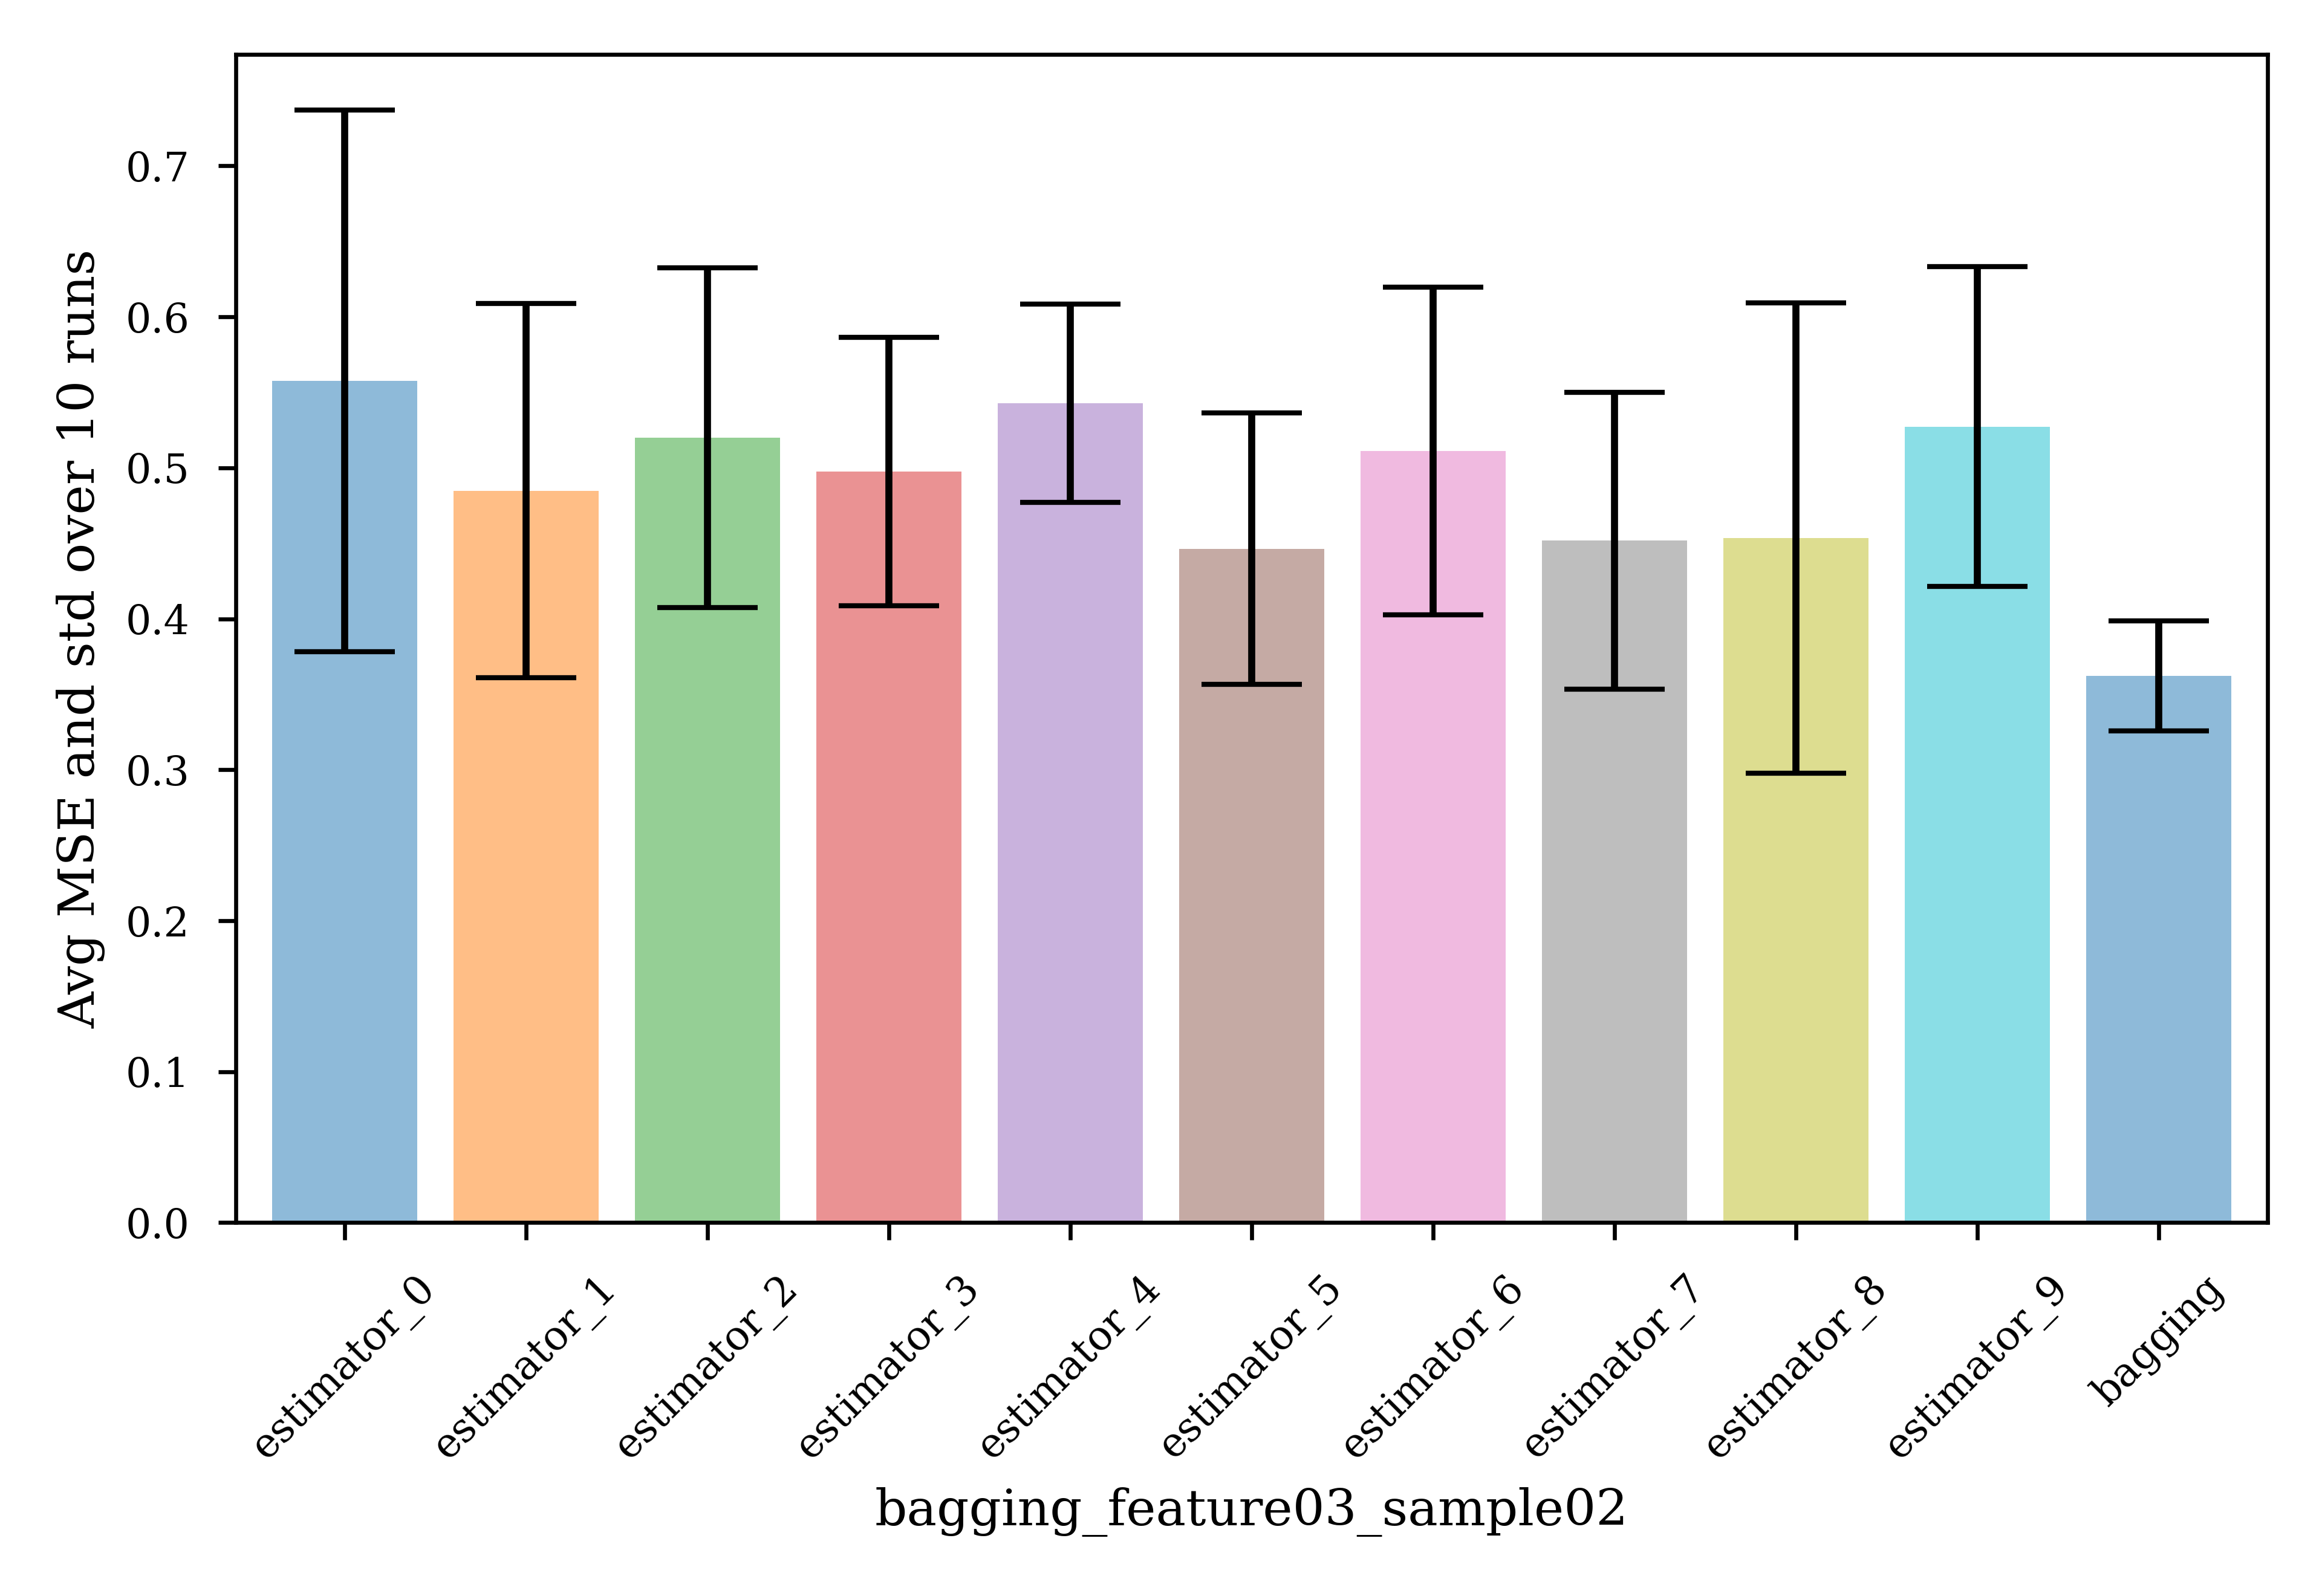 Avg MSE and std over 10 runs
0.7
0.6
0.5
0.4
0.3
0.2
0.1
0.0
estimator_0
estimator_1
estimator_2
estimator_3
estimator_4
estimator_5
estimator_6
estimator_7
estimator_8
estimator_9
bagging
bagging_feature03_sample02